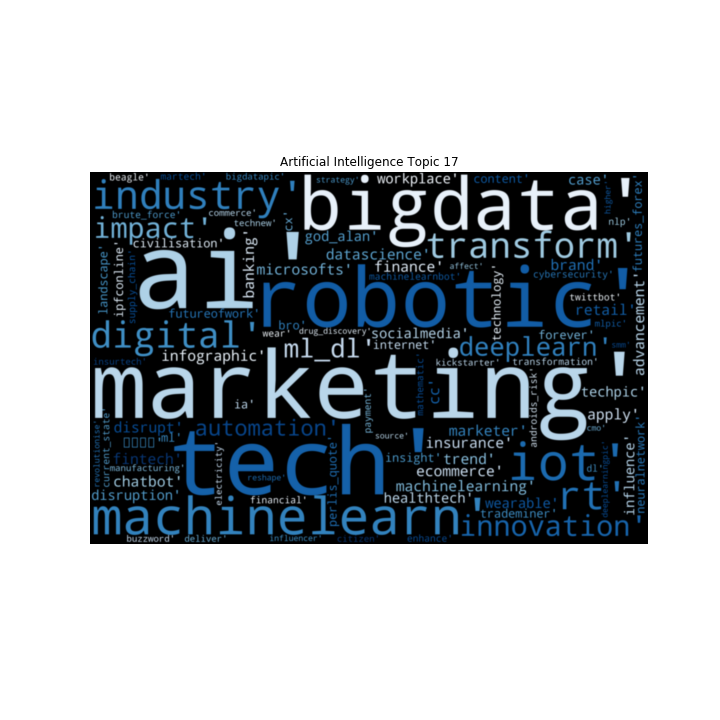 Artificial Intelligence Topic 17
beagle' martech' bigdatapic' strategy' workplace' content' case' higher'
industry' bigdata' futures_forex'
brute_force' commerce' technew' cx' nlp'
impact' god_alan' transform'
civilisation' banking' datascience' brand'
landscape' ipfconline' supply_chain' ai' microsofts' finance' affect' machinelearnbot' technology' cybersecurity'
robotic' twittbot' advancement'
futureofwork' retail'
bro' drug_discovery' socialmedia' mlpic'
digital' wear' internet' forever' smm'
infographic' ml_dl' deeplearn'
insurtech' kickstarter' transformation'
marketing' mathematic' cc' androids_risk' techpic'
ia' payment' apply'
disrupt' automation' source' marketer' cmo'
ml' insurance' influence' neuralnetwork'
revolutionise' current_state' fintech' tech' perlis_quote' insight' trend' iot'
manufacturing' electricity' ecommerce' dl' deeplearningpic'
chatbot' reshape' machinelearning'
disruption' financial' healthtech' rt'
machinelearn' wearable'
trademiner'
innovation'
buzzword' deliver' influencer' citizen' enhance'